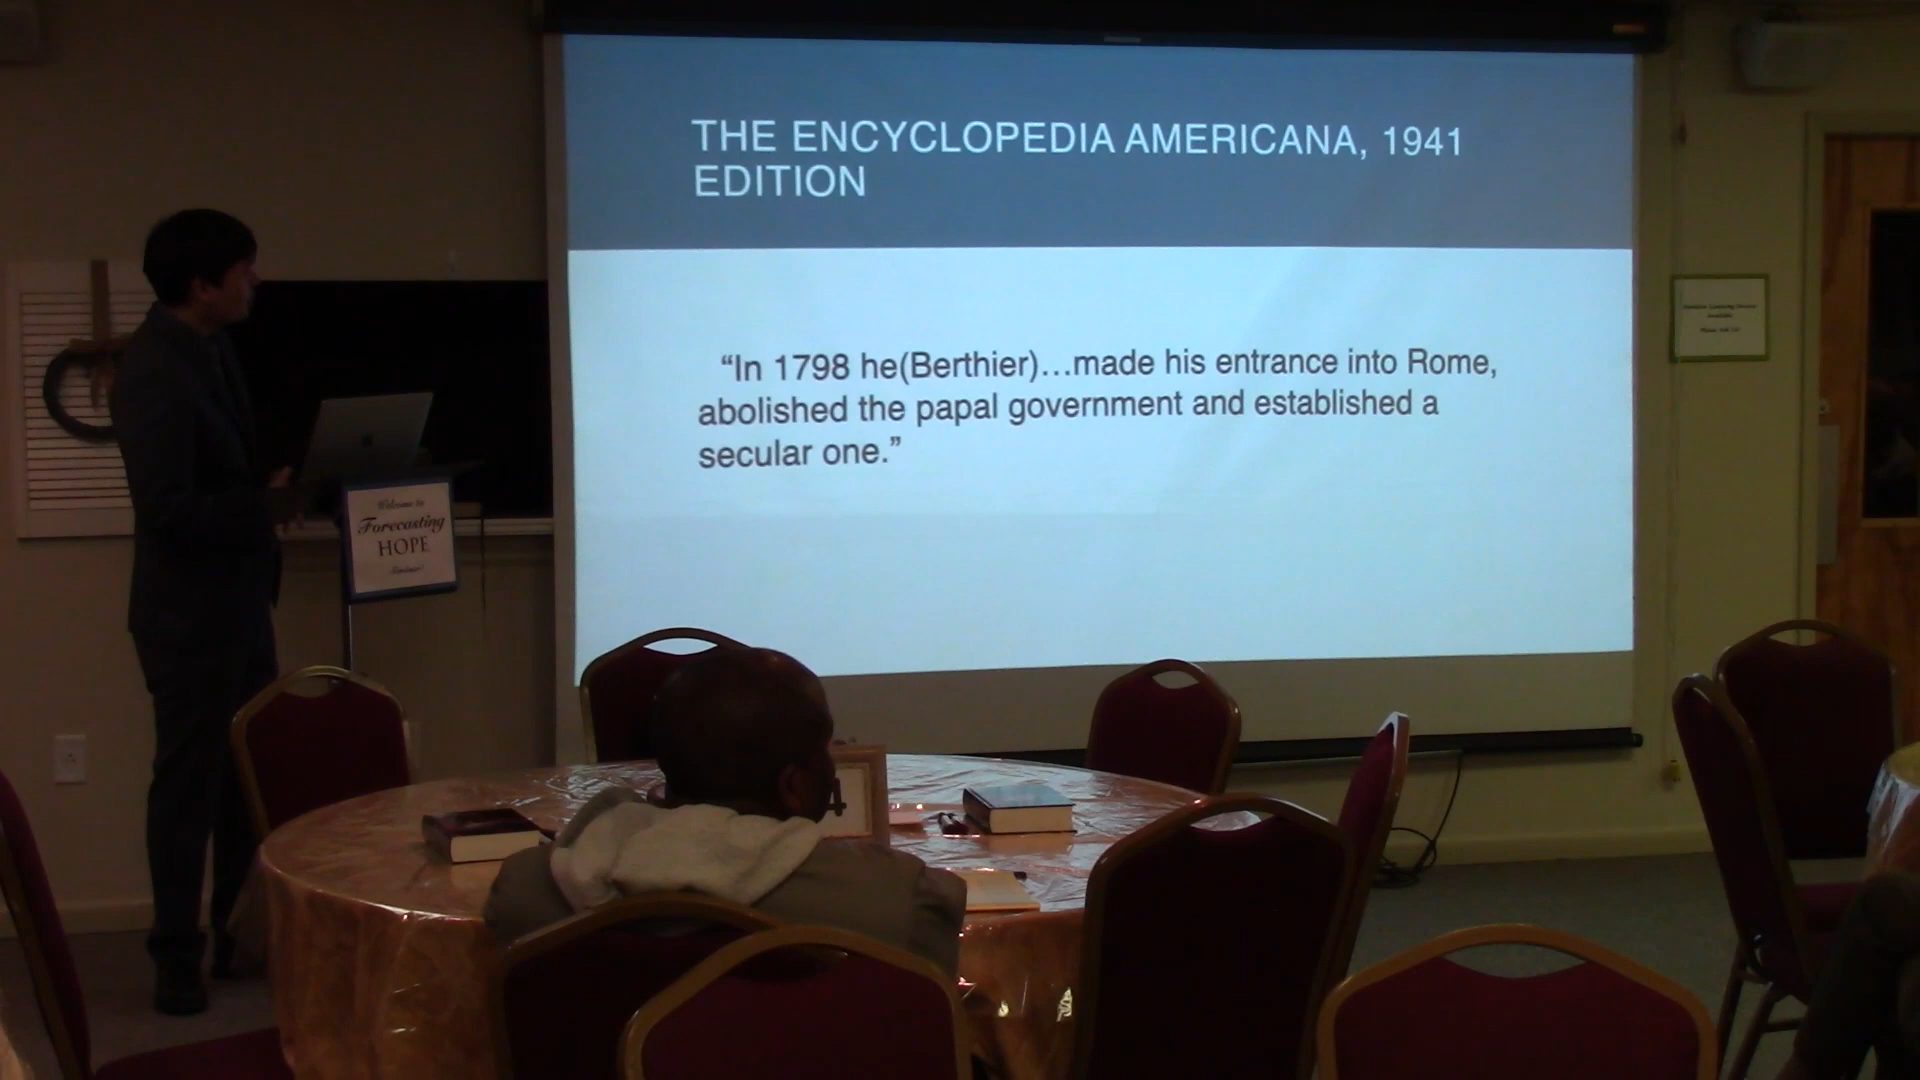 THE ENCYCLOPEDIA AMERICANA, 1941
EDITION
“In 1798 he(Berthier)…made his entrance into Rome,
abolished the papal government and established a
secular one.”
Welcome to
Forecasting
HOPE
4